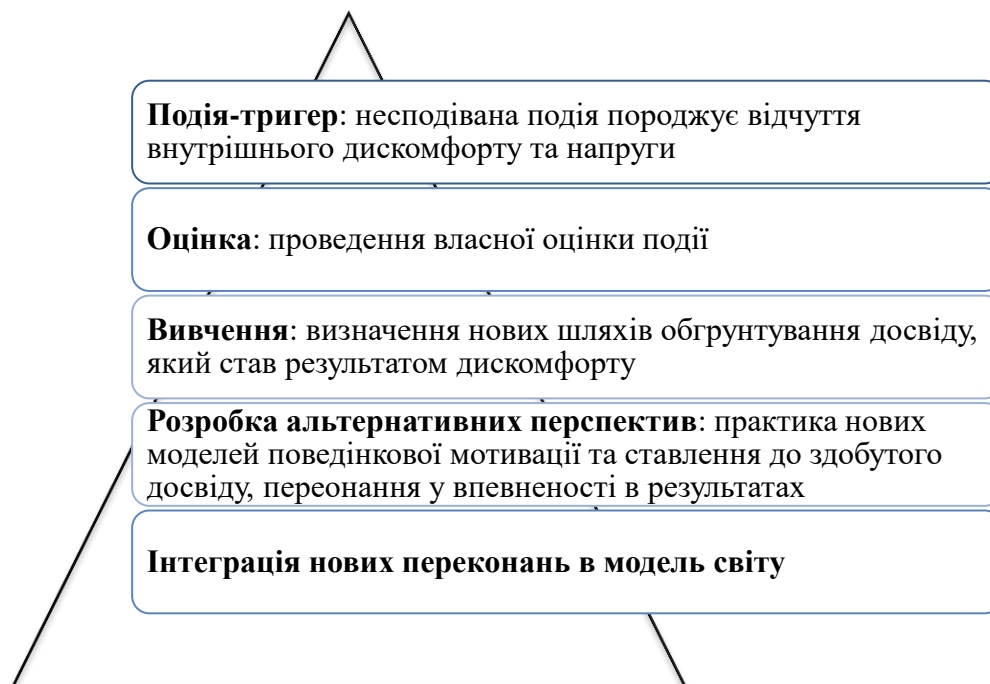 Подія-тригер: несподівана подія породжує відчуття
внутрішнього дискомфорту та напруги
Оцінка: проведення власної оцінки події
Вивчення: визначення нових шляхів обгрунтування досвіду,
який став результатом дискомфорту
Розробка альтернативних перспектив: практика нових
моделей поведінкової мотивації та ставлення до здобутого
досвіду, переонання у впевненості в результатах
Інтеграція нових переконань в модель світу